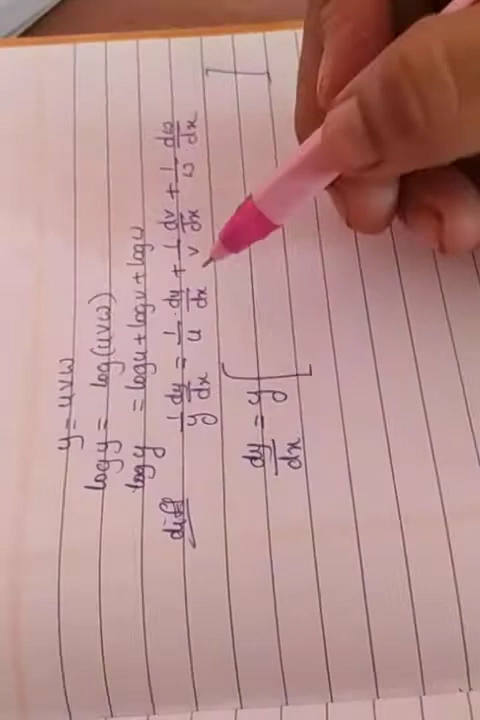 y = uvw
log y = log(uvw)
log y = log u + log v + log w
diff 1/y dy/dx = 1/u . dy/dx + 1/v dv/dx + 1/w . dw/dx
dy/dx = y [ ]